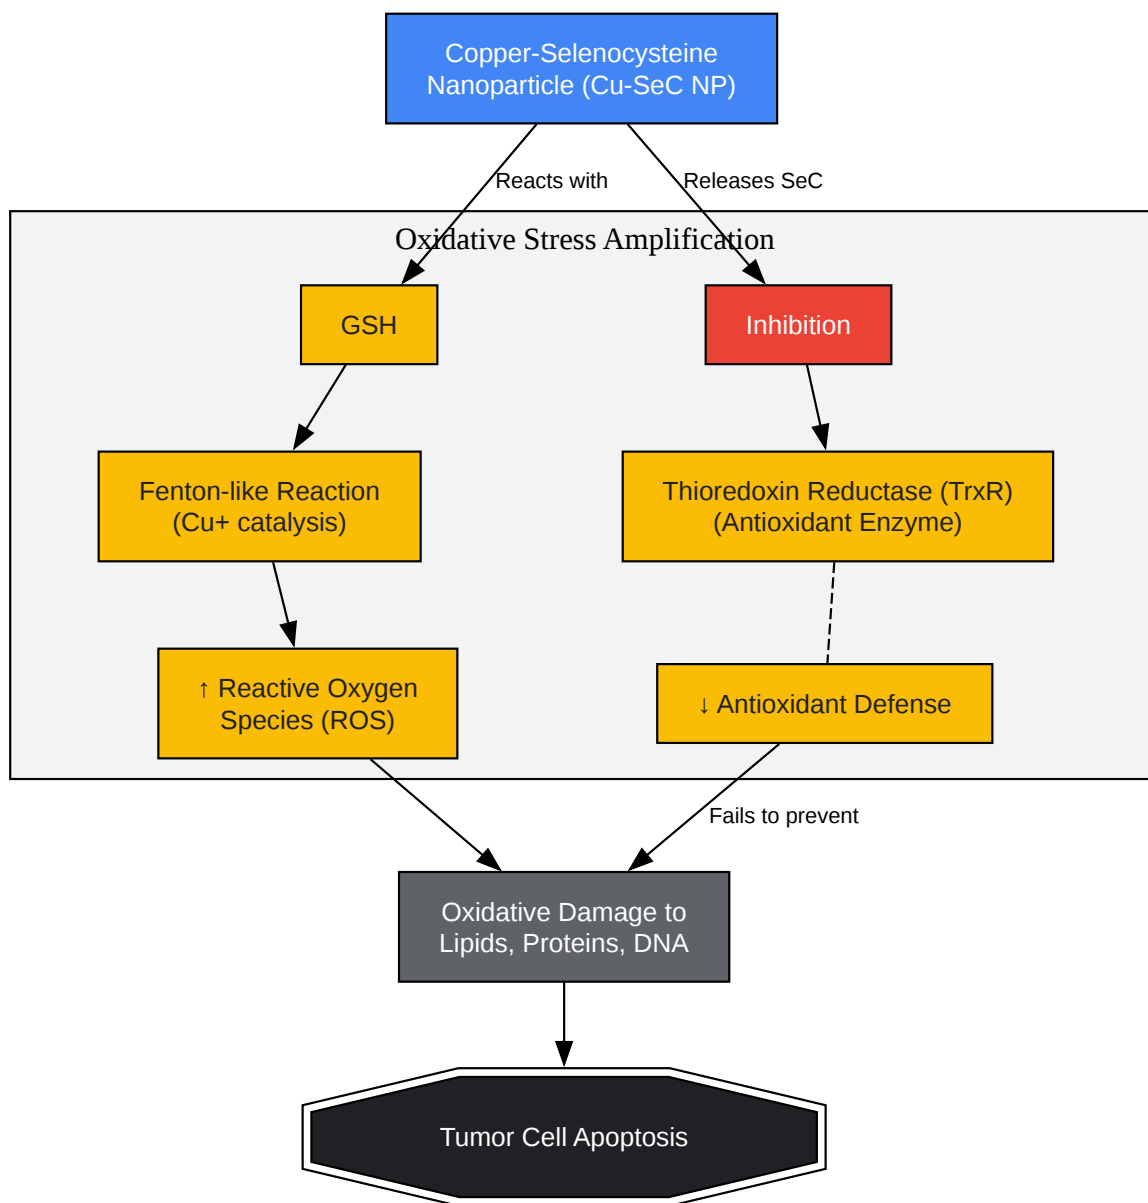 Copper-Selenocysteine
Nanoparticle (Cu-SeC NP)
Reacts with
Releases SeC
Oxidative Stress Amplification
GSH
Inhibition
Fenton-like Reaction
(Cu+ catalysis)
Thioredoxin Reductase (TrxR)
(Antioxidant Enzyme)
↑ Reactive Oxygen
Species (ROS)
↓ Antioxidant Defense
Fails to prevent
Oxidative Damage to
Lipids, Proteins, DNA
Tumor Cell Apoptosis